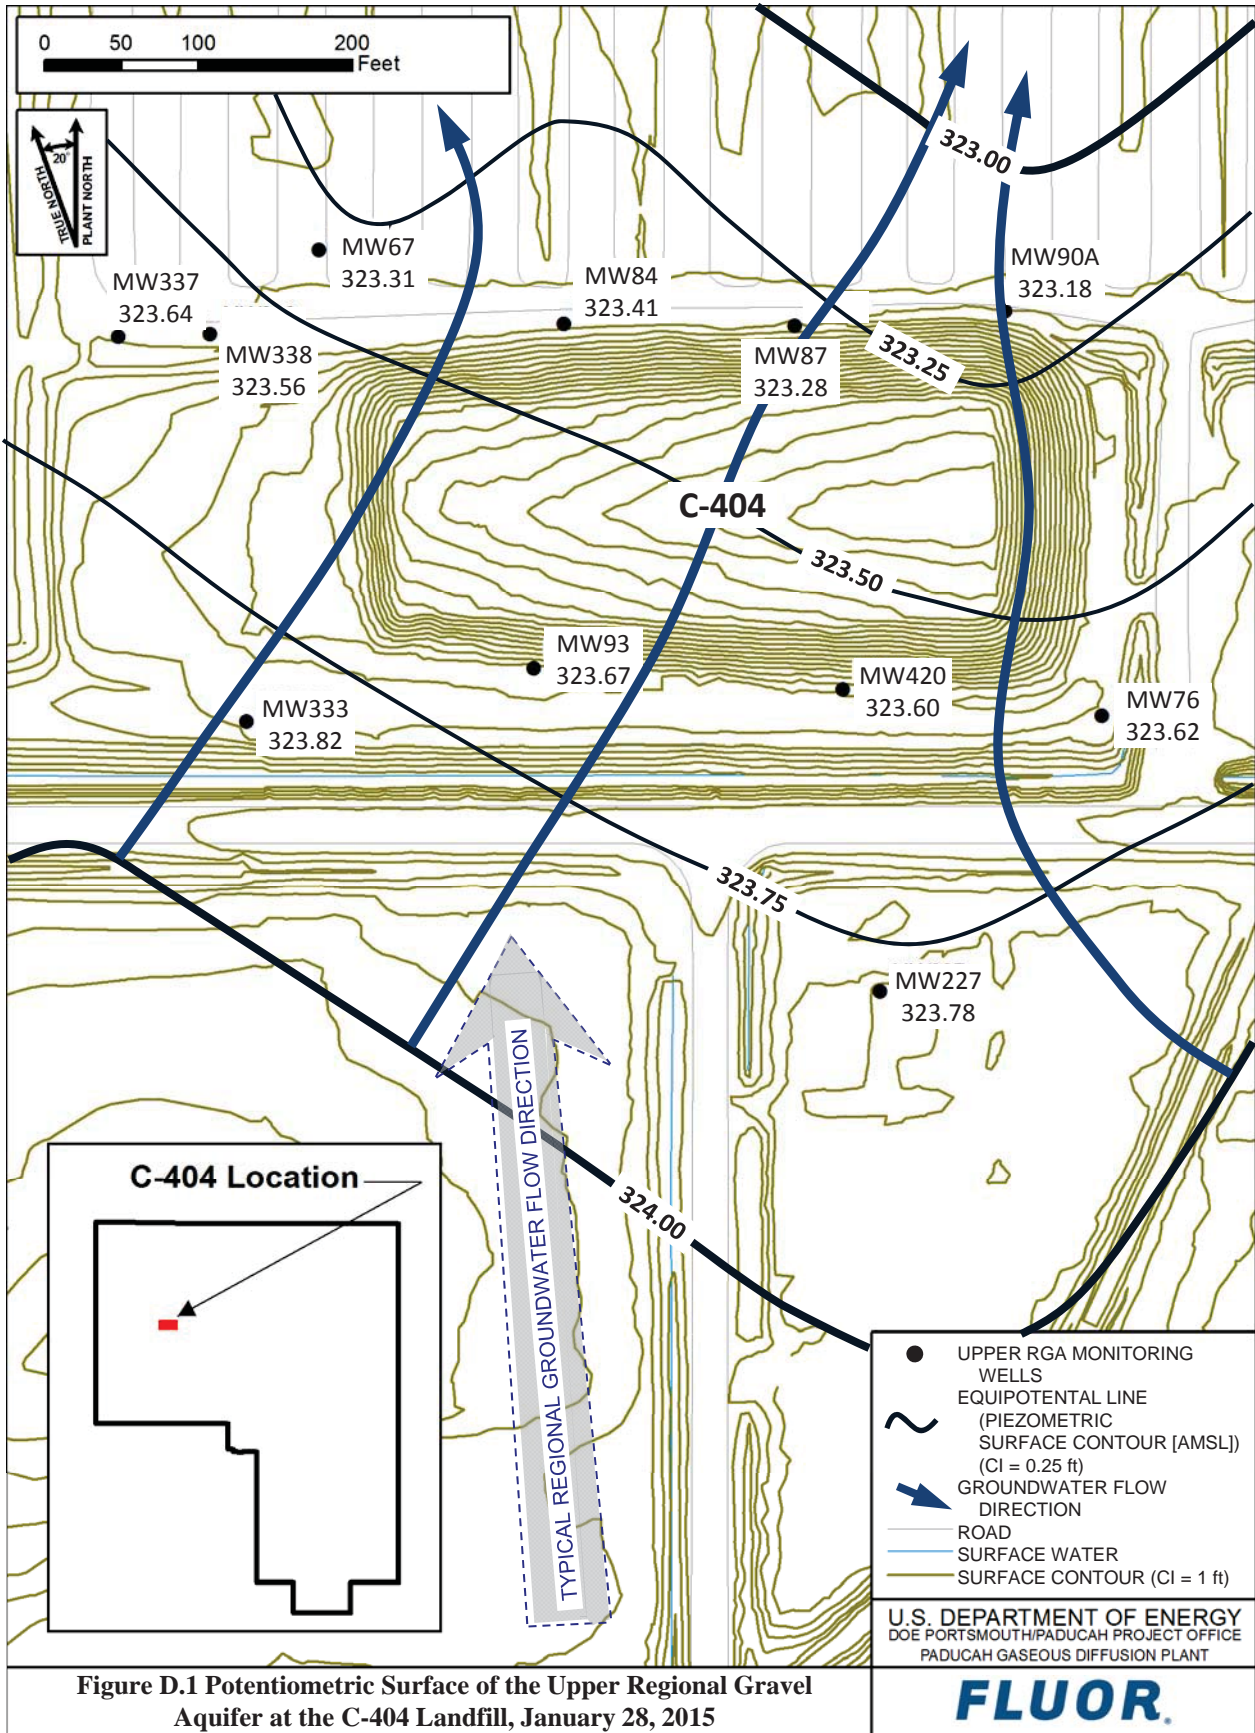 0 50 100 200
Feet
20°
TRUE NORTH
PLANT NORTH
323.00
MW67
323.31
MW337
323.64
MW84
323.41
MW90A
323.18
MW338
323.56
MW87
323.28
323.25
C-404
323.50
MW93
323.67
MW420
323.60
MW76
323.62
MW333
323.82
323.75
MW227
323.78
TYPICAL REGIONAL GROUNDWATER FLOW DIRECTION
324.00
C-404 Location
UPPER RGA MONITORING
WELLS
EQUIPOTENTAL LINE
(PIEZOMETRIC
SURFACE CONTOUR [AMSL])
(CI = 0.25 ft)
GROUNDWATER FLOW
DIRECTION
ROAD
SURFACE WATER
SURFACE CONTOUR (CI = 1 ft)
U.S. DEPARTMENT OF ENERGY
DOE PORTSMOUTH/PADUCAH PROJECT OFFICE
PADUCAH GASEOUS DIFFUSION PLANT
Figure D.1 Potentiometric Surface of the Upper Regional Gravel
Aquifer at the C-404 Landfill, January 28, 2015
FLUOR.